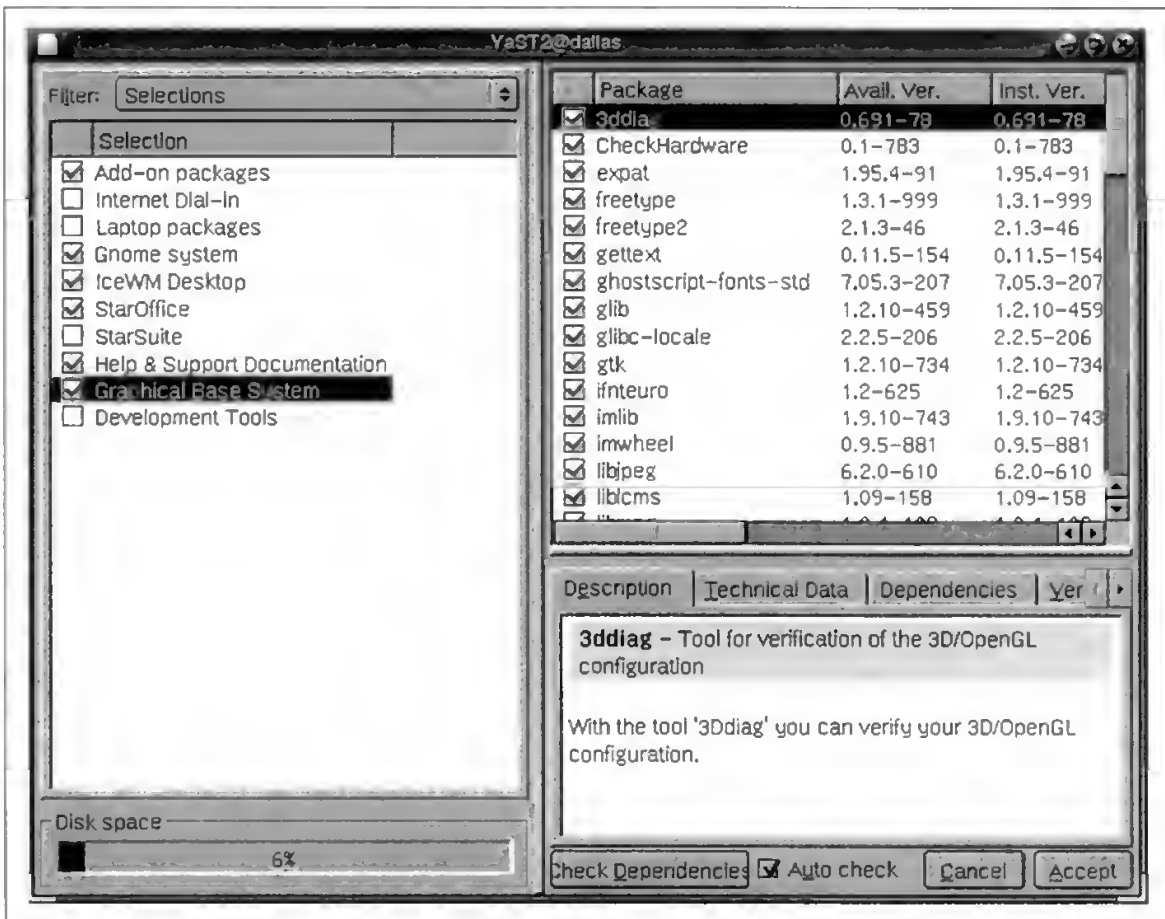 YaST2@dallas
Filter: Selections
Selection
Add-on packages
Internet Dial-in
Laptop packages
Gnome system
IceWM Desktop
StarOffice
StarSuite
Help & Support Documentation
Graphical Base System
Development Tools
Disk space
6%
Package Avail. Ver. Inst. Ver.
3ddia 0.691-78 0.691-78
CheckHardware 0.1-783 0.1-783
expat 1.95.4-91 1.95.4-91
freetype 1.3.1-999 1.3.1-999
freetype2 2.1.3-46 2.1.3-46
gettext 0.11.5-154 0.11.5-154
ghostscript-fonts-std 7.05.3-207 7.05.3-207
glib 1.2.10-459 1.2.10-459
glibc-locale 2.2.5-206 2.2.5-206
gtk 1.2.10-734 1.2.10-734
ifnteuro 1.2-625 1.2-625
imlib 1.9.10-743 1.9.10-743
imwheel 0.9.5-881 0.9.5-881
libjpeg 6.2.0-610 6.2.0-610
liblcms 1.09-158 1.09-158
Description Technical Data Dependencies Ver
3ddiag - Tool for verification of the 3D/OpenGL
configuration
With the tool '3Ddiag' you can verify your 3D/OpenGL
configuration.
Check Dependencies Auto check Cancel Accept